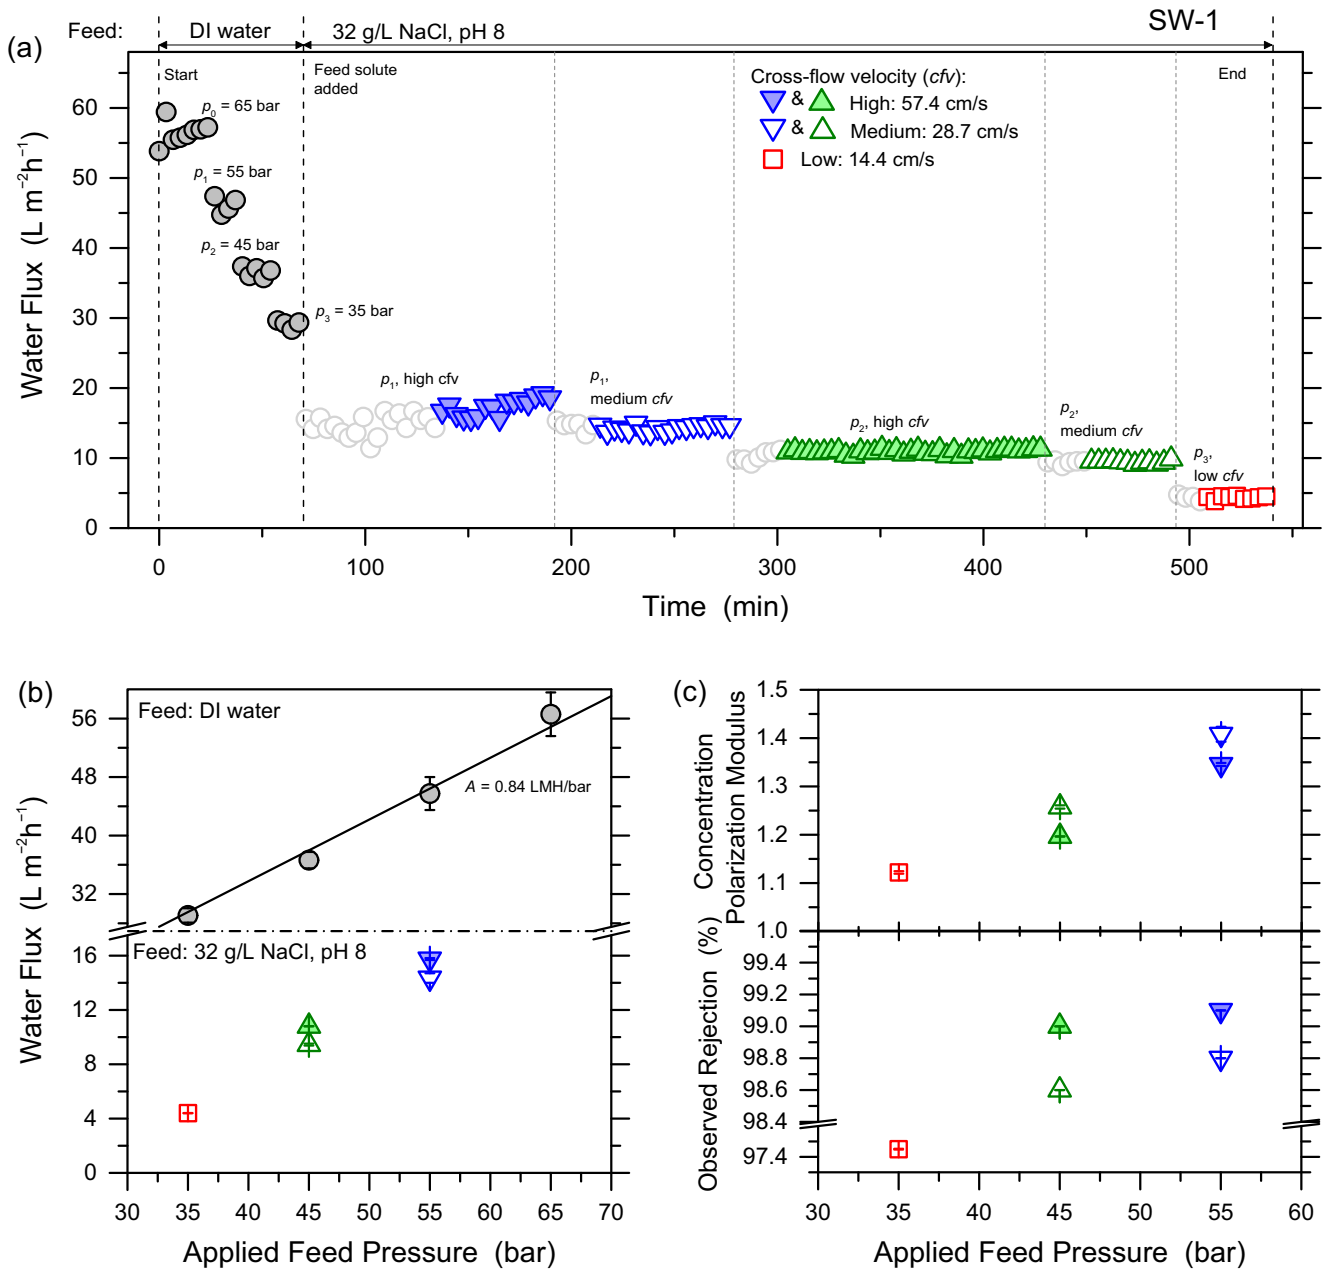 SW-1
Feed: DI water 32 g/L NaCl, pH 8
(a)
Start
Feed solute
added
End
Cross-flow velocity (cfv):
& High: 57.4 cm/s
& Medium: 28.7 cm/s
Low: 14.4 cm/s
p₀ = 65 bar
p₁ = 55 bar
p₂ = 45 bar
p₃ = 35 bar
p₁, high cfv
p₁,
medium cfv
p₂, high cfv
p₂,
medium cfv
p₃,
low cfv
Water Flux (L m⁻²h⁻¹)
60
50
40
30
20
10
0
0 100 200 300 400 500
Time (min)
(b)
Feed: DI water
A = 0.84 LMH/bar
Feed: 32 g/L NaCl, pH 8
Water Flux (L m⁻²h⁻¹)
56
48
40
32
16
12
8
4
0
30 35 40 45 50 55 60 65 70
Applied Feed Pressure (bar)
(c)
Concentration
Polarization Modulus
1.5
1.4
1.3
1.2
1.1
1.0
Observed Rejection (%)
99.4
99.2
99.0
98.8
98.6
98.4
97.4
30 35 40 45 50 55 60
Applied Feed Pressure (bar)